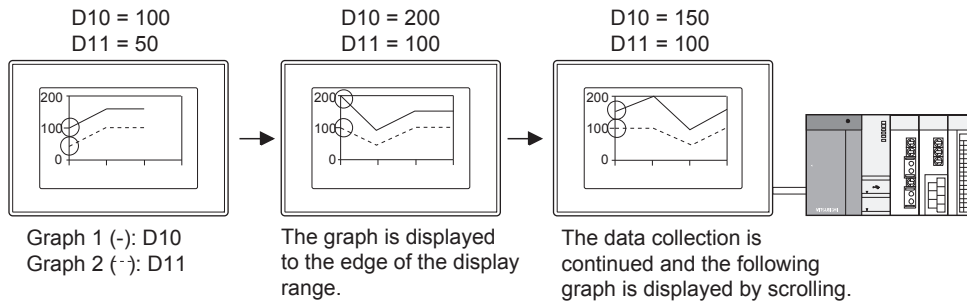 D10 = 100
D11 = 50
D10 = 200
D11 = 100
D10 = 150
D11 = 100
200
100
0
200
100
0
200
100
0
Graph 1 (-): D10
Graph 2 (--): D11
The graph is displayed
to the edge of the display
range.
The data collection is
continued and the following
graph is displayed by scrolling.